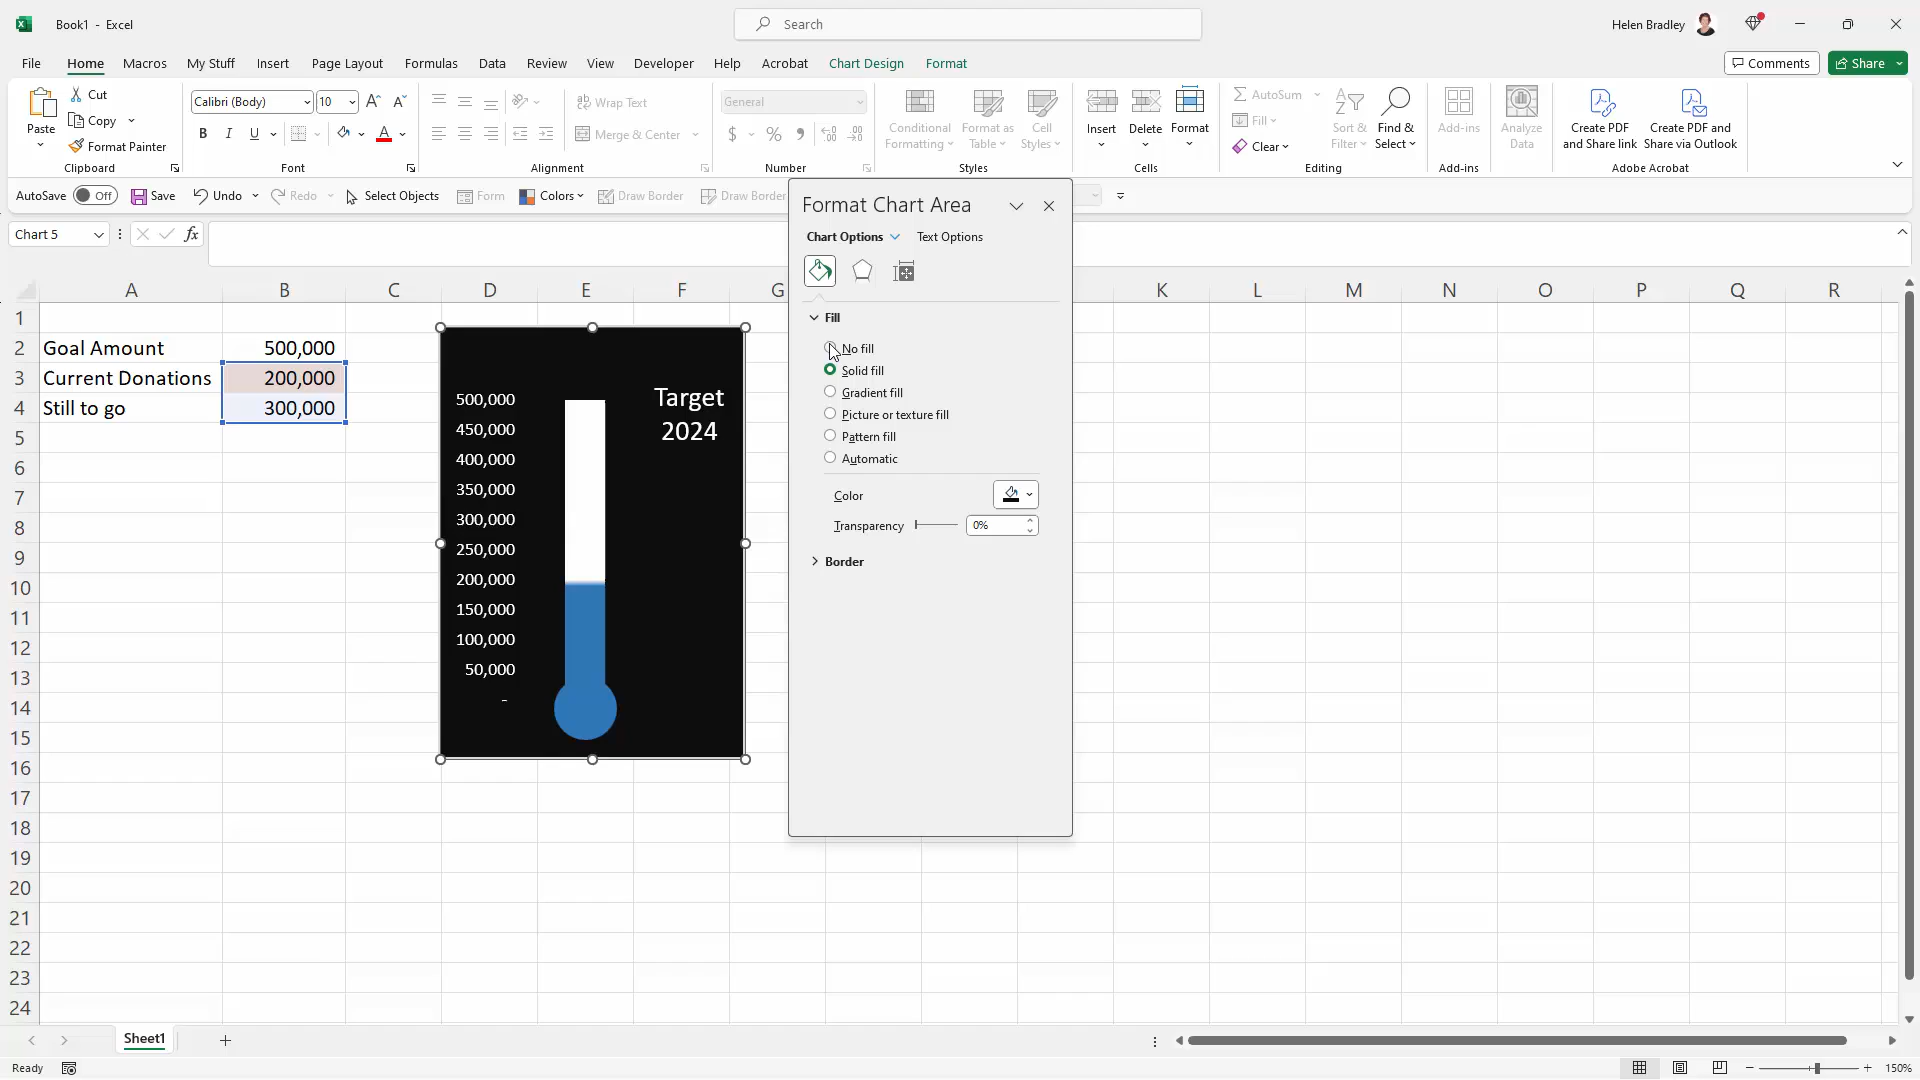 Book1 - Excel
Search
Helen Bradley
File Home Macros My Stuff Insert Page Layout Formulas Data Review View Developer Help Acrobat Chart Design Format
Comments Share
Paste
Cut
Copy
Format Painter
Clipboard
Calibri (Body) 10
B I U
Font
Wrap Text
Merge & Center
Alignment
General
$ % 9
Number
Conditional Formatting
Format as Table
Cell Styles
Styles
Insert
Delete
Format
Cells
AutoSum
Fill
Clear
Sort & Filter
Find & Select
Editing
Add-ins
Add-ins
Analyze Data
Create PDF and Share link
Create PDF and Share via Outlook
Adobe Acrobat
AutoSave Off Save Undo Redo Select Objects Form Colors Draw Border Draw Border
Chart 5 fx
Format Chart Area
Chart Options Text Options
Fill
No fill
Solid fill
Gradient fill
Picture or texture fill
Pattern fill
Automatic
Color
Transparency 0%
Border
A B C D E F G K L M N O P Q R
1
2 Goal Amount 500,000
3 Current Donations 200,000
4 Still to go 300,000
5
6
7
8
9
10
11
12
13
14
15
16
17
18
19
20
21
22
23
24
Target
2024
500,000
450,000
400,000
350,000
300,000
250,000
200,000
150,000
100,000
50,000
-
Sheet1
Ready
150%